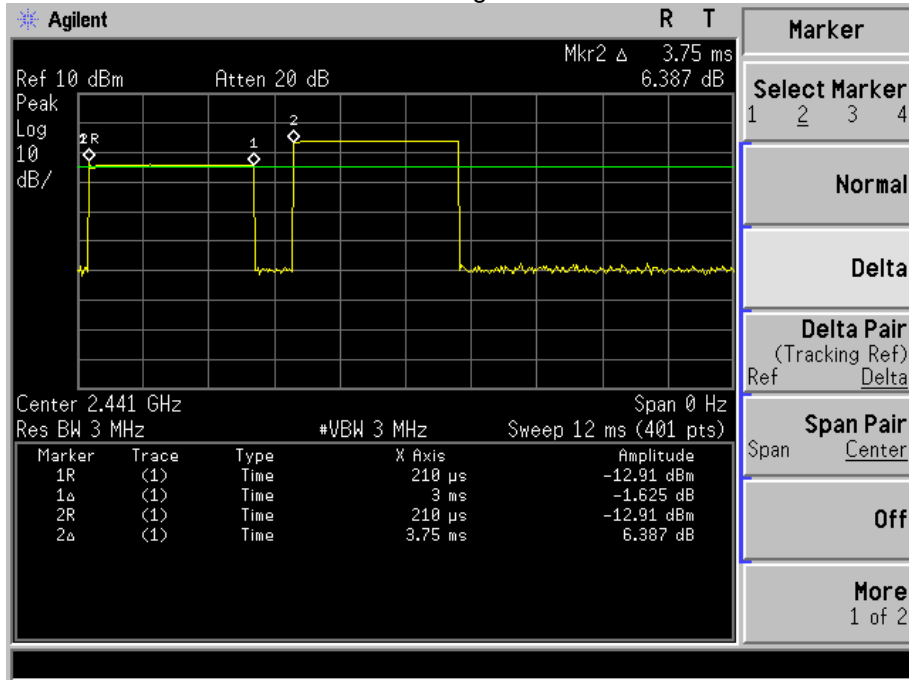 Agilent R T
Mkr2 Δ 3.75 ms
Ref 10 dBm Atten 20 dB 6.387 dB
Peak
Log
10
dB/
1R
1
2
Center 2.441 GHz Span 0 Hz
Res BW 3 MHz #VBW 3 MHz Sweep 12 ms (401 pts)
Marker Trace Type X Axis Amplitude
1R (1) Time 210 µs -12.91 dBm
1Δ (1) Time 3 ms -1.625 dB
2R (1) Time 210 µs -12.91 dBm
2Δ (1) Time 3.75 ms 6.387 dB
Marker
Select Marker
1 2 3 4
Normal
Delta
Delta Pair
(Tracking Ref)
Ref Delta
Span Pair
Span Center
Off
More
1 of 2